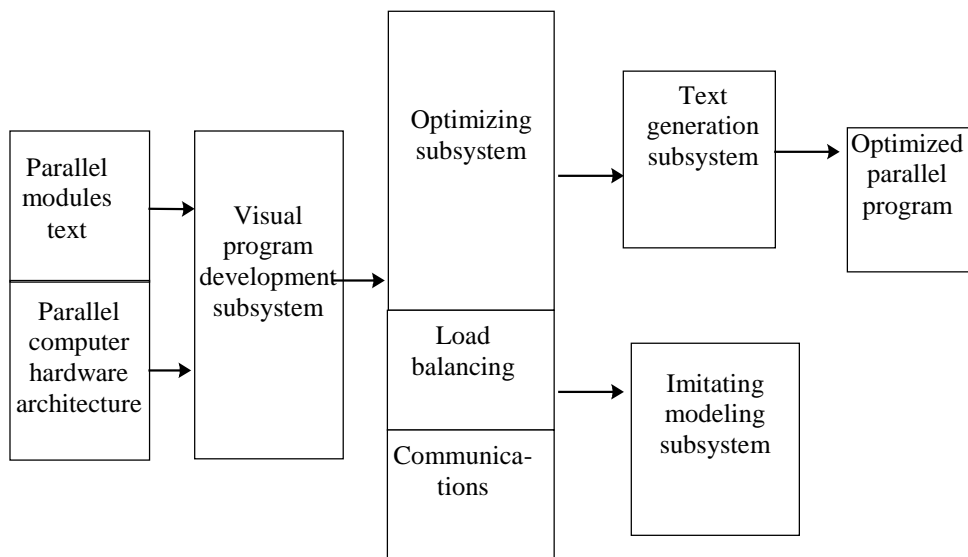 Parallel
modules
text
Parallel
computer
hardware
architecture
Visual
program
development
subsystem
Optimizing
subsystem
Load
balancing
Communica-
tions
Text
generation
subsystem
Optimized
parallel
program
Imitating
modeling
subsystem